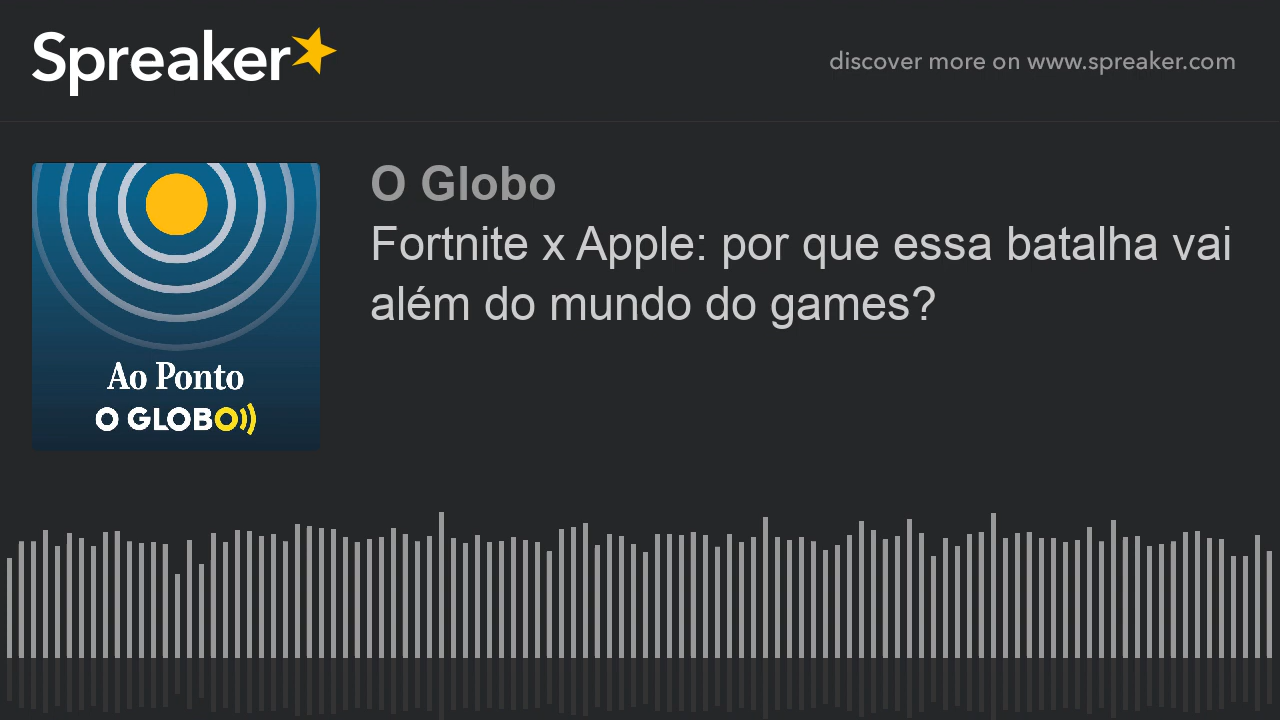 Spreaker
discover more on www.spreaker.com
O Globo
Fortnite x Apple: por que essa batalha vai
além do mundo do games?
Ao Ponto
O GLOBO